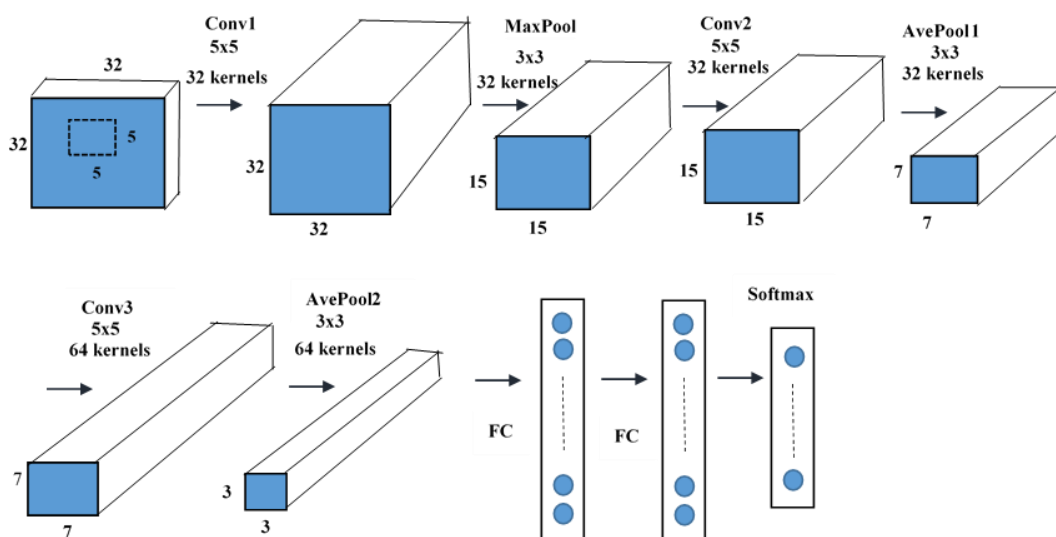 32
32
5
5
Conv1
5x5
32 kernels
32
32
MaxPool
3x3
32 kernels
15
15
Conv2
5x5
32 kernels
15
15
AvePool1
3x3
32 kernels
7
7
Conv3
5x5
64 kernels
7
7
AvePool2
3x3
64 kernels
3
3
FC
FC
Softmax